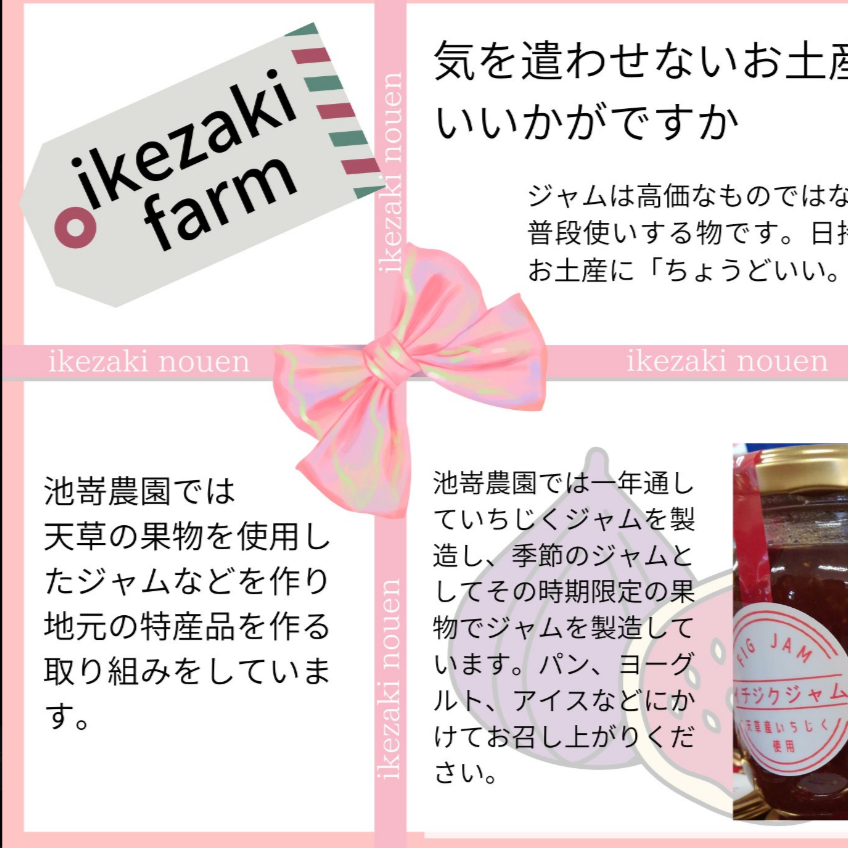 ikezaki
farm
ikezaki nouen
気を遣わせないお土産
いいかがですか
ジャムは高価なものではな
普段使いする物です。日持
お土産に「ちょうどいい。
ikezaki nouen
ikezaki nouen
池嵜農園では
天草の果物を使用し
たジャムなどを作り
地元の特産品を作る
取り組みをしていま
す。
ikezaki nouen
池嵜農園では一年通し
ていちじくジャムを製
造し、季節のジャムと
してその時期限定の果
物でジャムを製造して
います。パン、ヨーグ
ルト、アイスなどにか
けてお召し上がりくだ
さい。
FIG JAM
イチジクジャム
天草産いちじく
使用